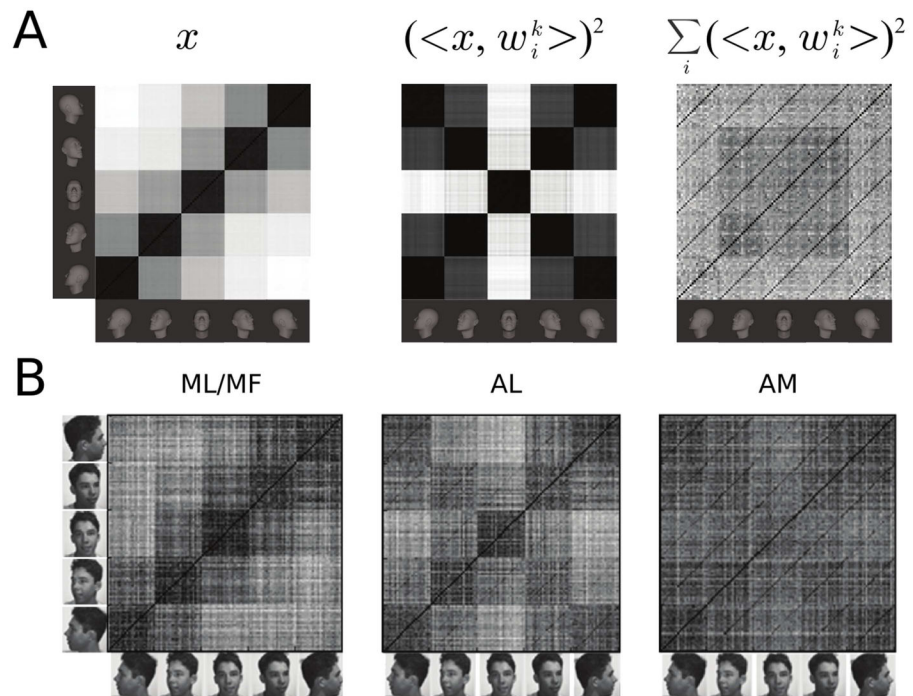 A
x
(<x, w_i^k>)²
∑_i(<x, w_i^k>)²
B
ML/MF
AL
AM